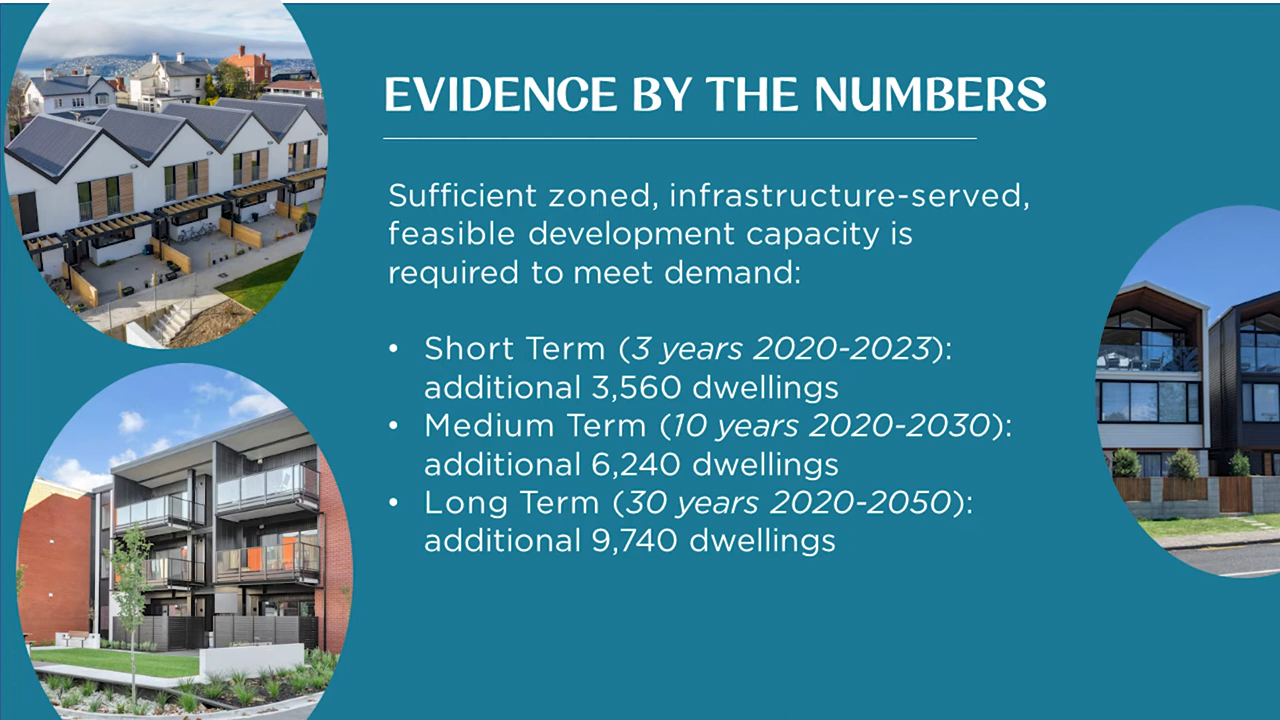 EVIDENCE BY THE NUMBERS
Sufficient zoned, infrastructure-served,
feasible development capacity is
required to meet demand:
• Short Term (3 years 2020-2023):
additional 3,560 dwellings
• Medium Term (10 years 2020-2030):
additional 6,240 dwellings
• Long Term (30 years 2020-2050):
additional 9,740 dwellings